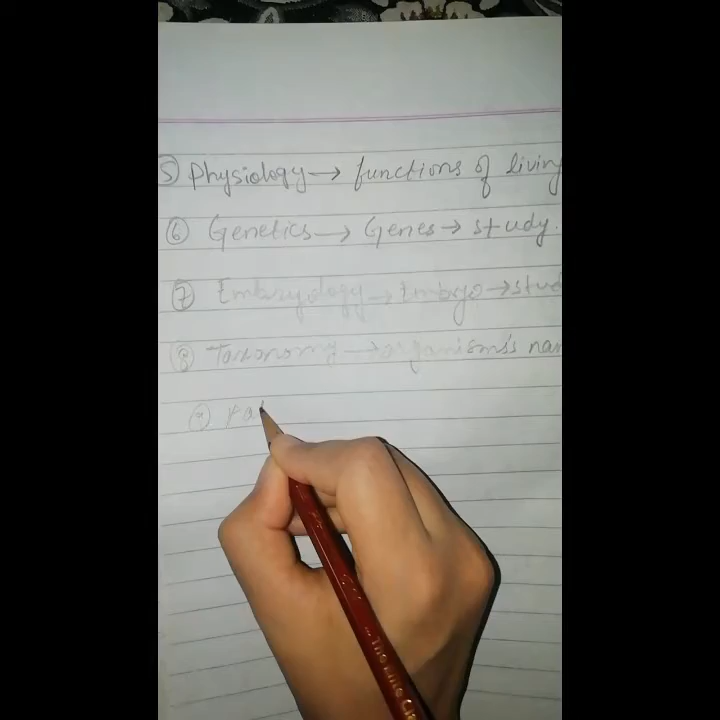 ⑤ Physiology → functions of living
⑥ Genetics → Genes → study.
⑦ Embryology → Embryo → stud
⑧ Taxonomy → organisms's nam
⑨